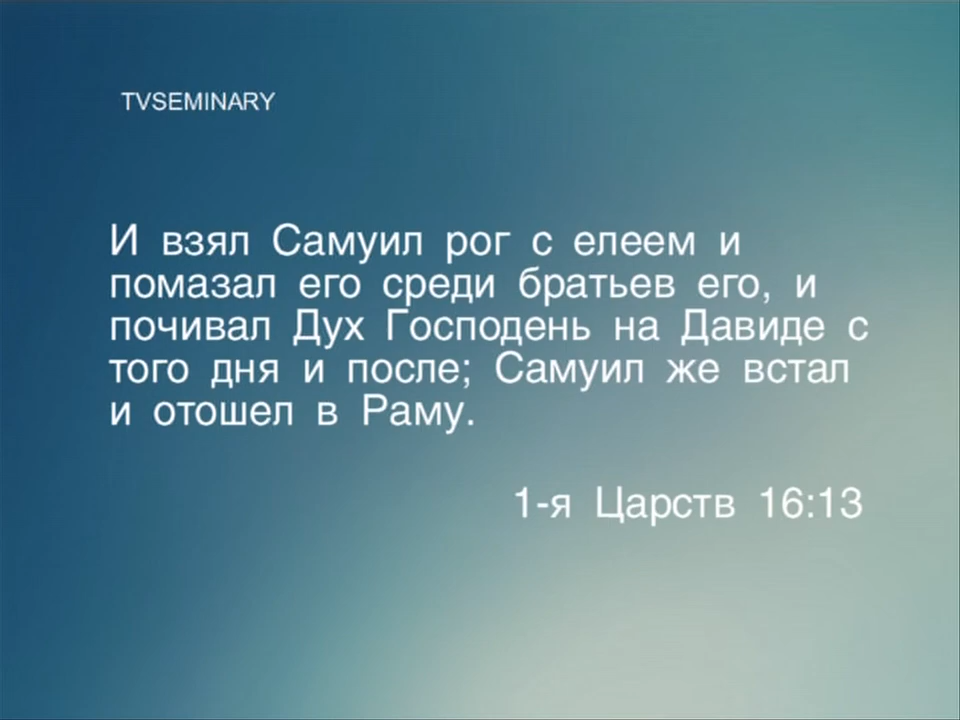 TVSEMINARY
И взял Самуил рог с елеем и
помазал его среди братьев его, и
почивал Дух Господень на Давиде с
того дня и после; Самуил же встал
и отошел в Раму.
1-я Царств 16:13